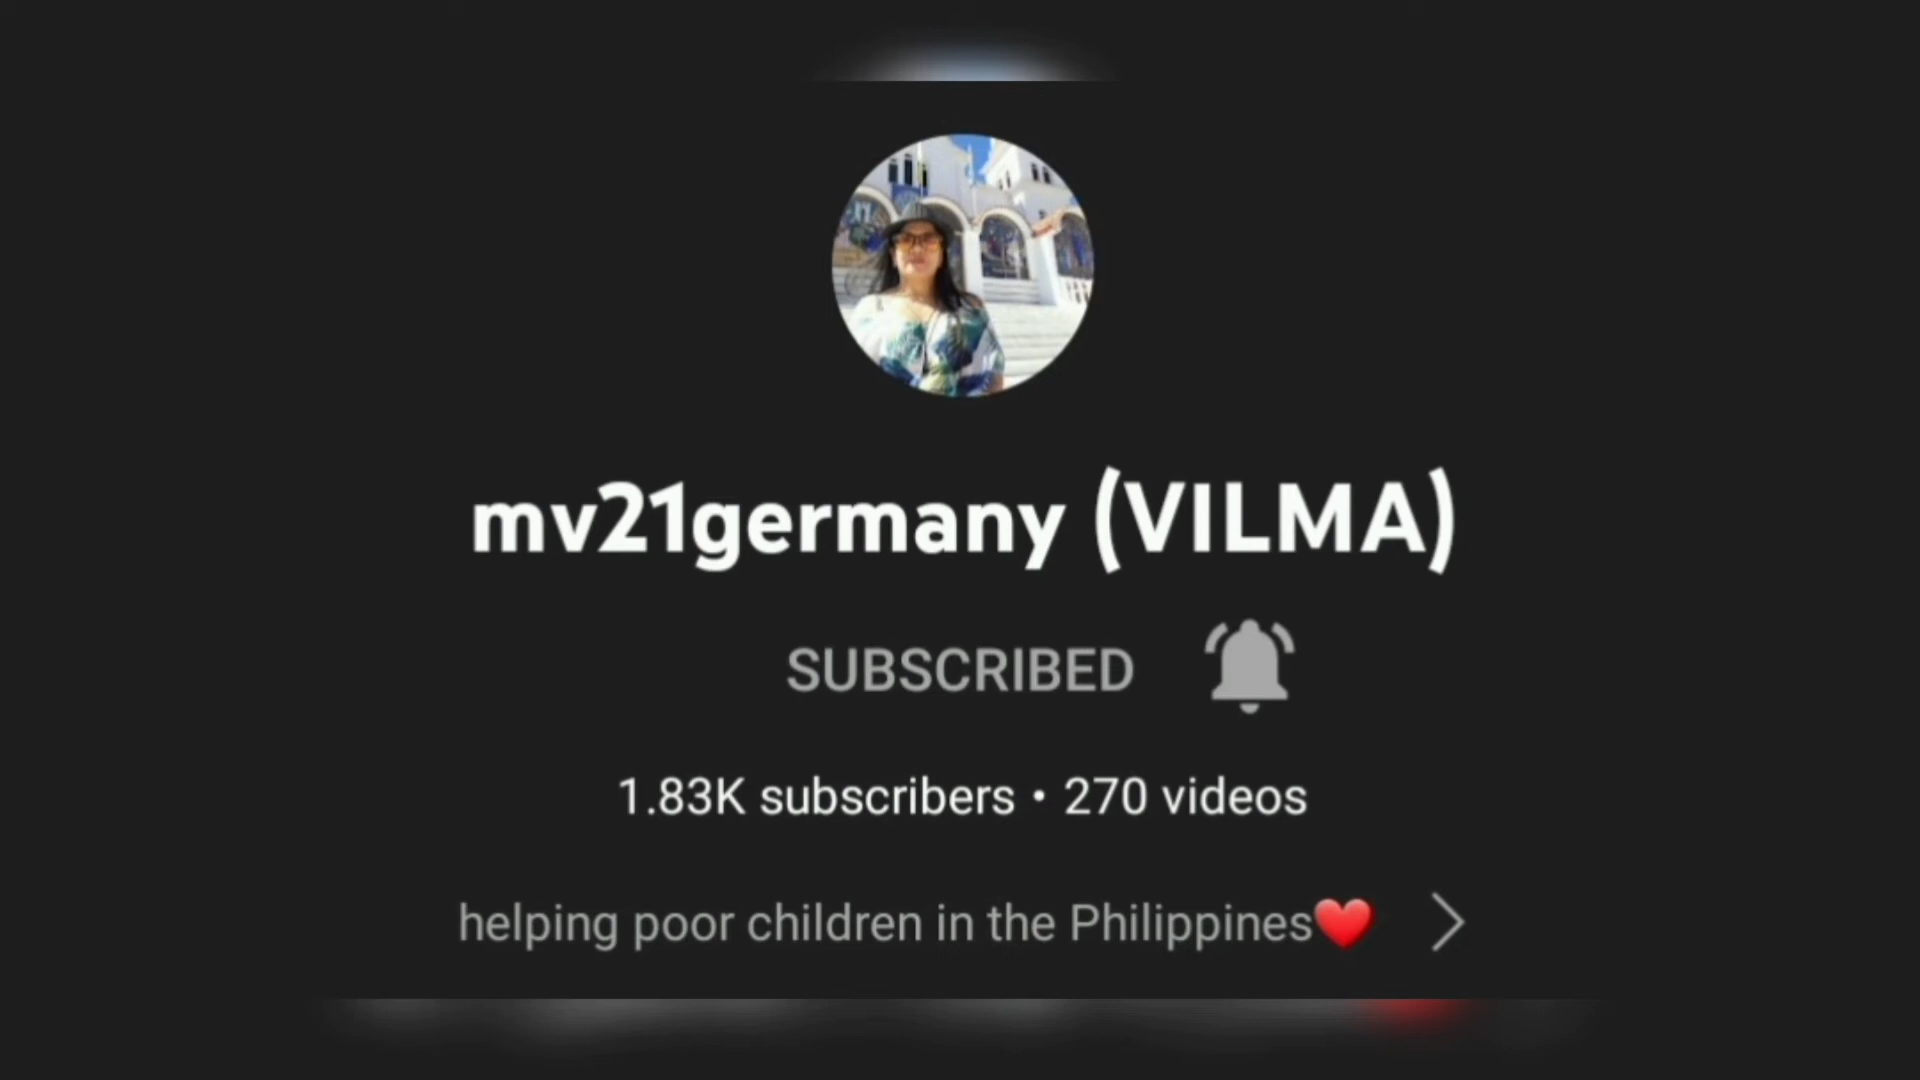 mv21germany (VILMA)
SUBSCRIBED
1.83K subscribers • 270 videos
helping poor children in the Philippines❤️